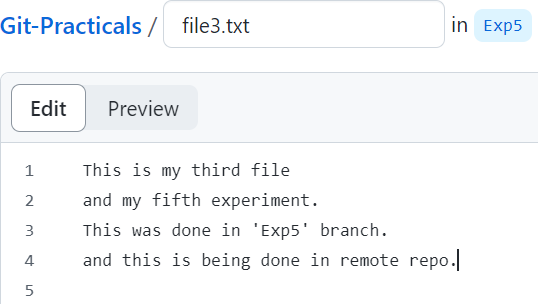 Git-Practicals / file3.txt in Exp5
Edit Preview
1 This is my third file
2 and my fifth experiment.
3 This was done in 'Exp5' branch.
4 and this is being done in remote repo.
5